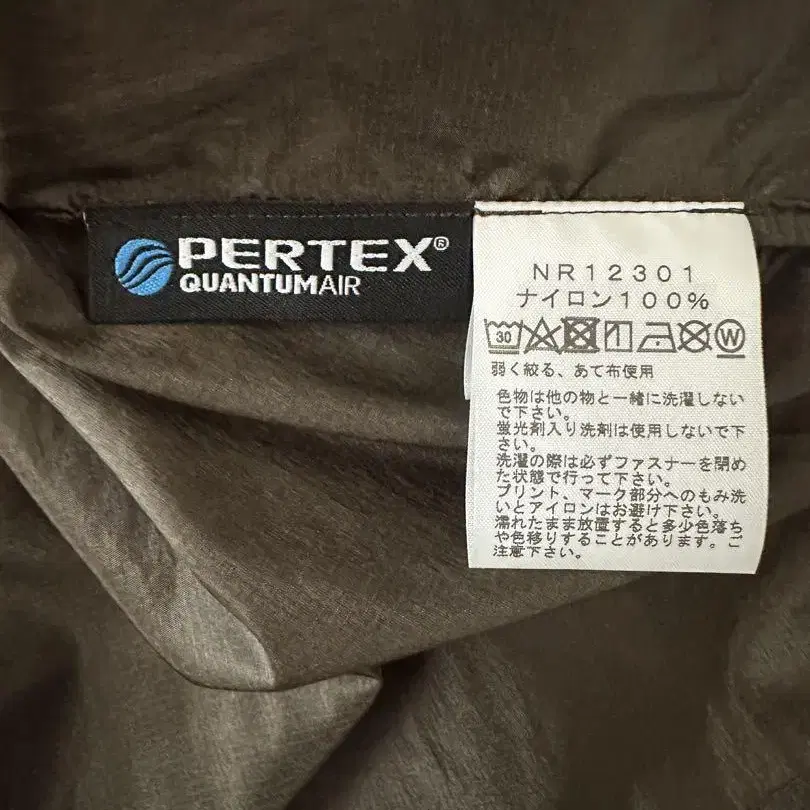 PERTEX®
QUANTUMAIR
NR12301
ナイロン100%
30 W
弱く絞る、あて布使用
色物は他の物と一緒に洗濯しない
で下さい。
蛍光剤入り洗剤は使用しないで下
さい。
洗濯の際は必ずファスナーを閉め
た状態で行って下さい。
プリント、マーク部分へのもみ洗
いとアイロンはお避け下さい。
濡れたまま放置すると多少色落ち
や色移りすることがあります。ご
注意下さい。